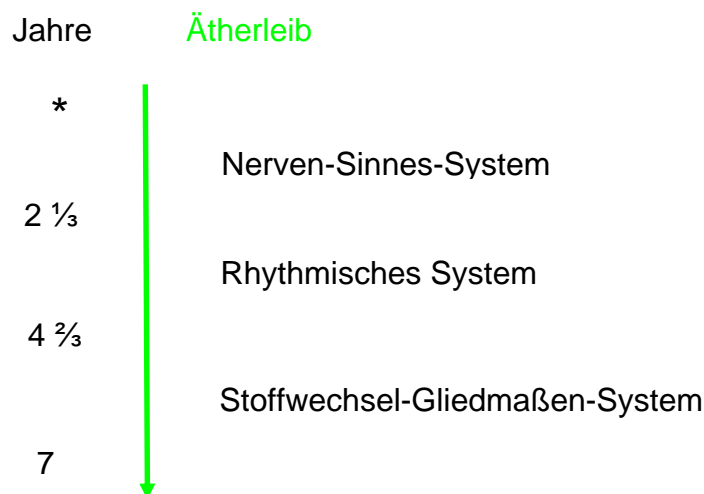 Jahre Ätherleib
*
Nerven-Sinnes-System
2 ⅓
Rhythmisches System
4 ⅔
Stoffwechsel-Gliedmaßen-System
7